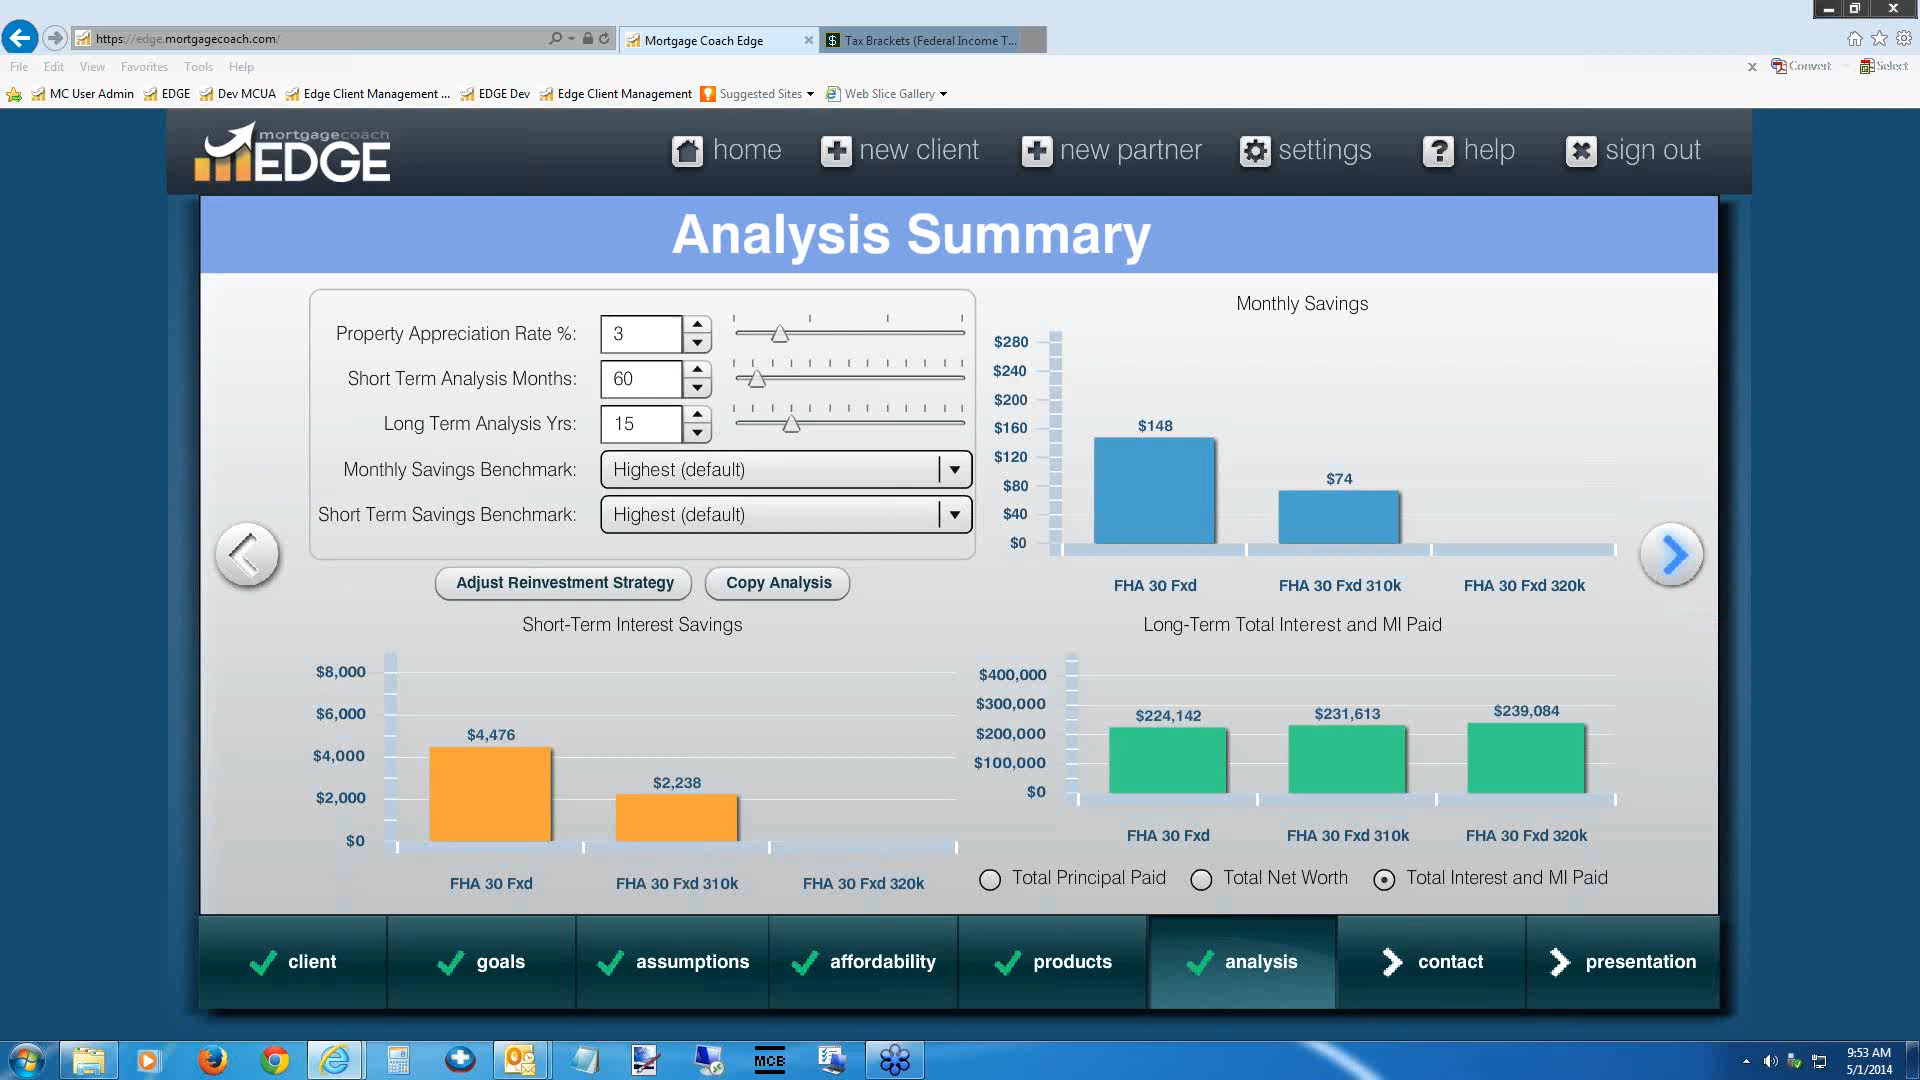 https://edge.mortgagecoach.com/
Mortgage Coach Edge
Tax Brackets (Federal Income T...
File Edit View Favorites Tools Help
Convert
Select
MC User Admin EDGE Dev MCUA Edge Client Management ... EDGE Dev Edge Client Management Suggested Sites Web Slice Gallery
mortgagecoach
EDGE
home new client new partner settings help sign out
Analysis Summary
Property Appreciation Rate %: 3
Short Term Analysis Months: 60
Long Term Analysis Yrs: 15
Monthly Savings Benchmark: Highest (default)
Short Term Savings Benchmark: Highest (default)
Adjust Reinvestment Strategy Copy Analysis
Monthly Savings
$280
$240
$200
$160
$120
$80
$40
$0
$148
$74
FHA 30 Fxd FHA 30 Fxd 310k FHA 30 Fxd 320k
Short-Term Interest Savings
$8,000
$6,000
$4,000
$2,000
$0
$4,476
$2,238
FHA 30 Fxd FHA 30 Fxd 310k FHA 30 Fxd 320k
Long-Term Total Interest and MI Paid
$400,000
$300,000
$200,000
$100,000
$0
$224,142
$231,613
$239,084
FHA 30 Fxd FHA 30 Fxd 310k FHA 30 Fxd 320k
Total Principal Paid Total Net Worth Total Interest and MI Paid
client goals assumptions affordability products analysis contact presentation
MCB
9:53 AM
5/1/2014